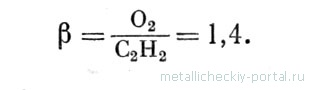 β = O₂ / C₂H₂ = 1,4.
metallicheckiy-portal.ru